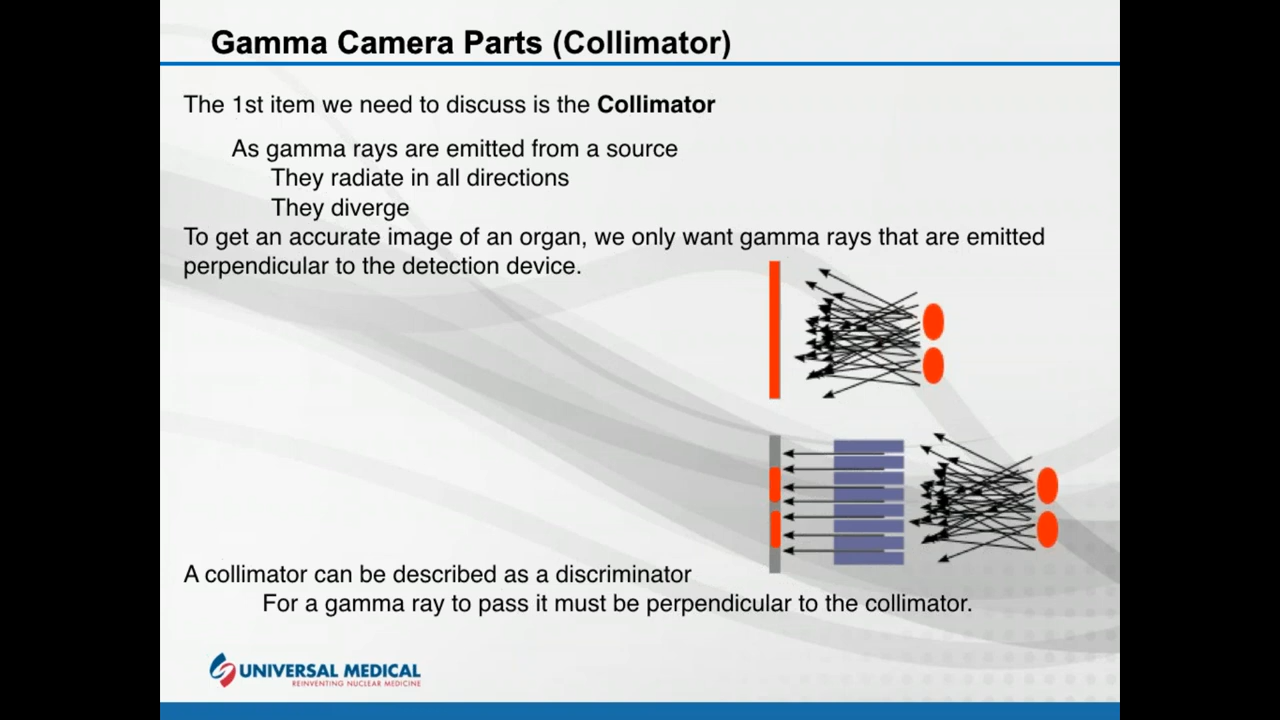 Gamma Camera Parts (Collimator)
The 1st item we need to discuss is the Collimator
As gamma rays are emitted from a source
They radiate in all directions
They diverge
To get an accurate image of an organ, we only want gamma rays that are emitted
perpendicular to the detection device.
A collimator can be described as a discriminator
For a gamma ray to pass it must be perpendicular to the collimator.
UNIVERSAL MEDICAL
REINVENTING NUCLEAR MEDICINE